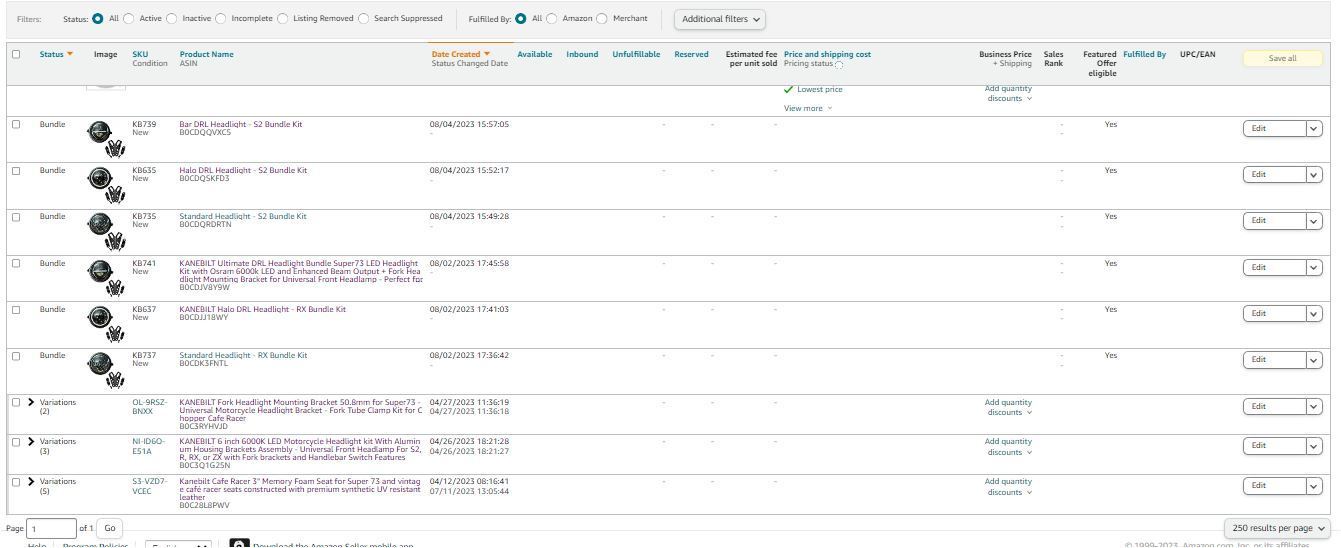 Filters: Status: All Active Inactive Incomplete Listing Removed Search Suppressed Fulfilled By: All Amazon Merchant Additional filters
Status Image SKU Product Name Date Created Available Inbound Unfulfillable Reserved Estimated fee Price and shipping cost Business Price Sales Featured Fulfilled By UPC/EAN Save all
Condition ASIN Status Changed Date per unit sold Pricing status + Shipping Rank Offer
eligible
Lowest price Add quantity
discounts
View more
Bundle KB739 Bar DRL Headlight - S2 Bundle Kit 08/04/2023 15:57:05 - - - - Yes Edit
New B0CDQQVXC5 - -
Bundle KB635 Halo DRL Headlight - S2 Bundle Kit 08/04/2023 15:52:17 - - - - Yes Edit
New B0CDQSKFD3 - -
Bundle KB735 Standard Headlight - S2 Bundle Kit 08/04/2023 15:49:28 - - - - Yes Edit
New B0CDQRDRTN - -
Bundle KB741 KANEBILT Ultimate DRL Headlight Bundle Super73 LED Headlight 08/02/2023 17:45:58 - - - - Yes Edit
New Kit with Osram 6000k LED and Enhanced Beam Output + Fork Hea - -
dlight Mounting Bracket for Universal Front Headlamp - Perfect for
B0CDJV8Y9W
Bundle KB637 KANEBILT Halo DRL Headlight - RX Bundle Kit 08/02/2023 17:41:03 - - - - Yes Edit
New B0CDJJ18WY - -
Bundle KB737 Standard Headlight - RX Bundle Kit 08/02/2023 17:36:42 - - - - Yes Edit
New B0CDK3FNTL - -
Variations OL-9RSZ- KANEBILT Fork Headlight Mounting Bracket 50.8mm for Super73 - 04/27/2023 11:36:19 Add quantity Edit
(2) BNXX Universal Motorcycle Headlight Bracket - Fork Tube Clamp Kit for C 04/27/2023 11:36:18 discounts
hopper Cafe Racer
B0C3RYHVJD
Variations NI-ID6O- KANEBILT 6 inch 6000K LED Motorcycle Headlight kit With Alumin 04/26/2023 18:21:28 Add quantity Edit
(3) E51A um Housing Brackets Assembly - Universal Front Headlamp For S2, 04/26/2023 18:21:27 discounts
R, RX, or ZX with Fork brackets and Handlebar Switch Features
B0C3Q1G25N
Variations S3-VZD7- Kanebilt Cafe Racer 3" Memory Foam Seat for Super 73 and vintag 04/12/2023 08:16:41 Add quantity Edit
(5) VCEC e café racer seats constructed with premium synthetic UV resistant 07/11/2023 13:05:44 discounts
leather
B0C28L8PWV
Page 1 of 1 Go 250 results per page
Help Program Policies English Download the Amazon Seller mobile app © 1999-2023, Amazon.com, Inc. or its affiliates